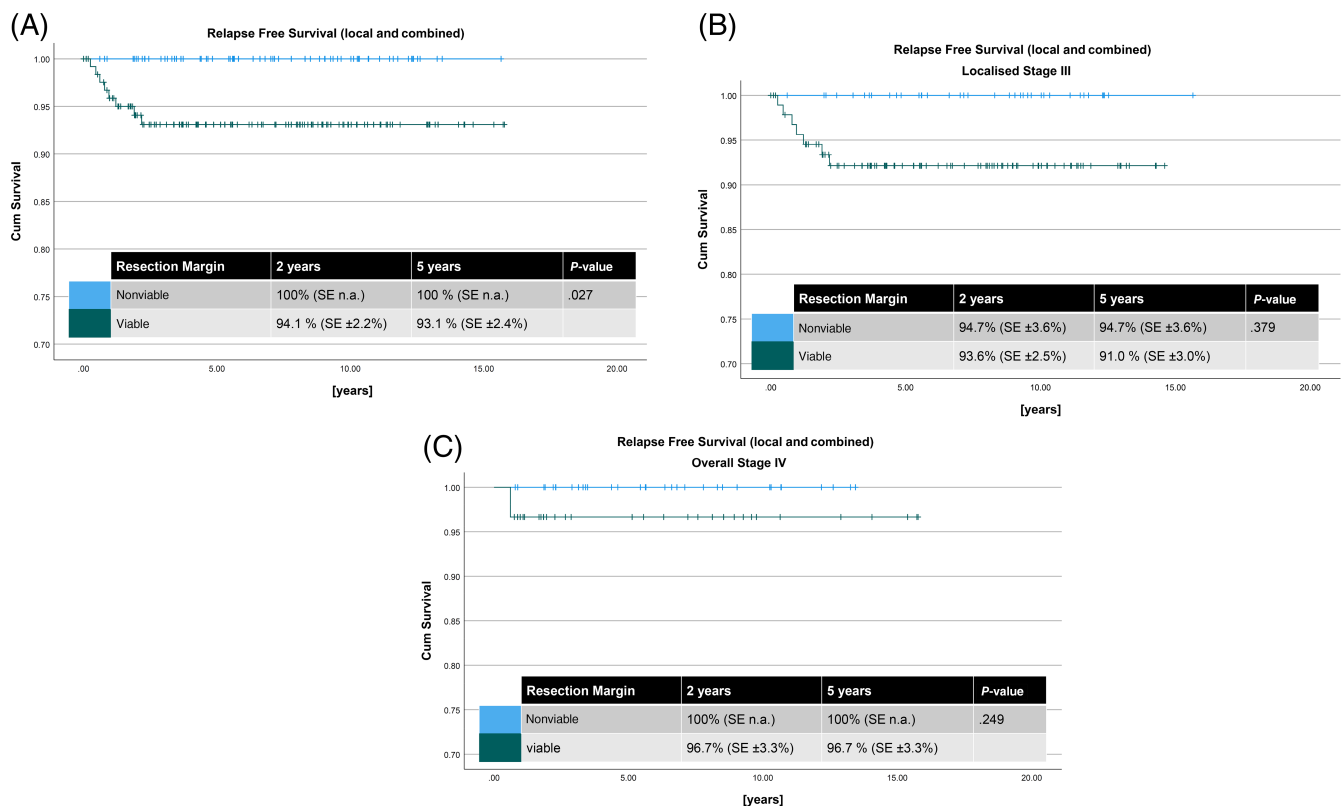 (A)
Relapse Free Survival (local and combined)
1.00
0.95
0.90
0.85
0.80
0.75
0.70
Cum Survival
Resection Margin 2 years 5 years P-value
Nonviable 100% (SE n.a.) 100 % (SE n.a.) .027
Viable 94.1 % (SE ±2.2%) 93.1 % (SE ±2.4%)
.00 5.00 10.00 15.00 20.00
[years]
(B)
Relapse Free Survival (local and combined)
Localised Stage III
1.00
0.95
0.90
0.85
0.80
0.75
0.70
Cum Survival
Resection Margin 2 years 5 years P-value
Nonviable 94.7% (SE ±3.6%) 94.7% (SE ±3.6%) .379
Viable 93.6% (SE ±2.5%) 91.0 % (SE ±3.0%)
.00 5.00 10.00 15.00 20.00
[years]
(C)
Relapse Free Survival (local and combined)
Overall Stage IV
1.00
0.95
0.90
0.85
0.80
0.75
0.70
Cum Survival
Resection Margin 2 years 5 years P-value
Nonviable 100% (SE n.a.) 100% (SE n.a.) .249
viable 96.7% (SE ±3.3%) 96.7 % (SE ±3.3%)
.00 5.00 10.00 15.00 20.00
[years]